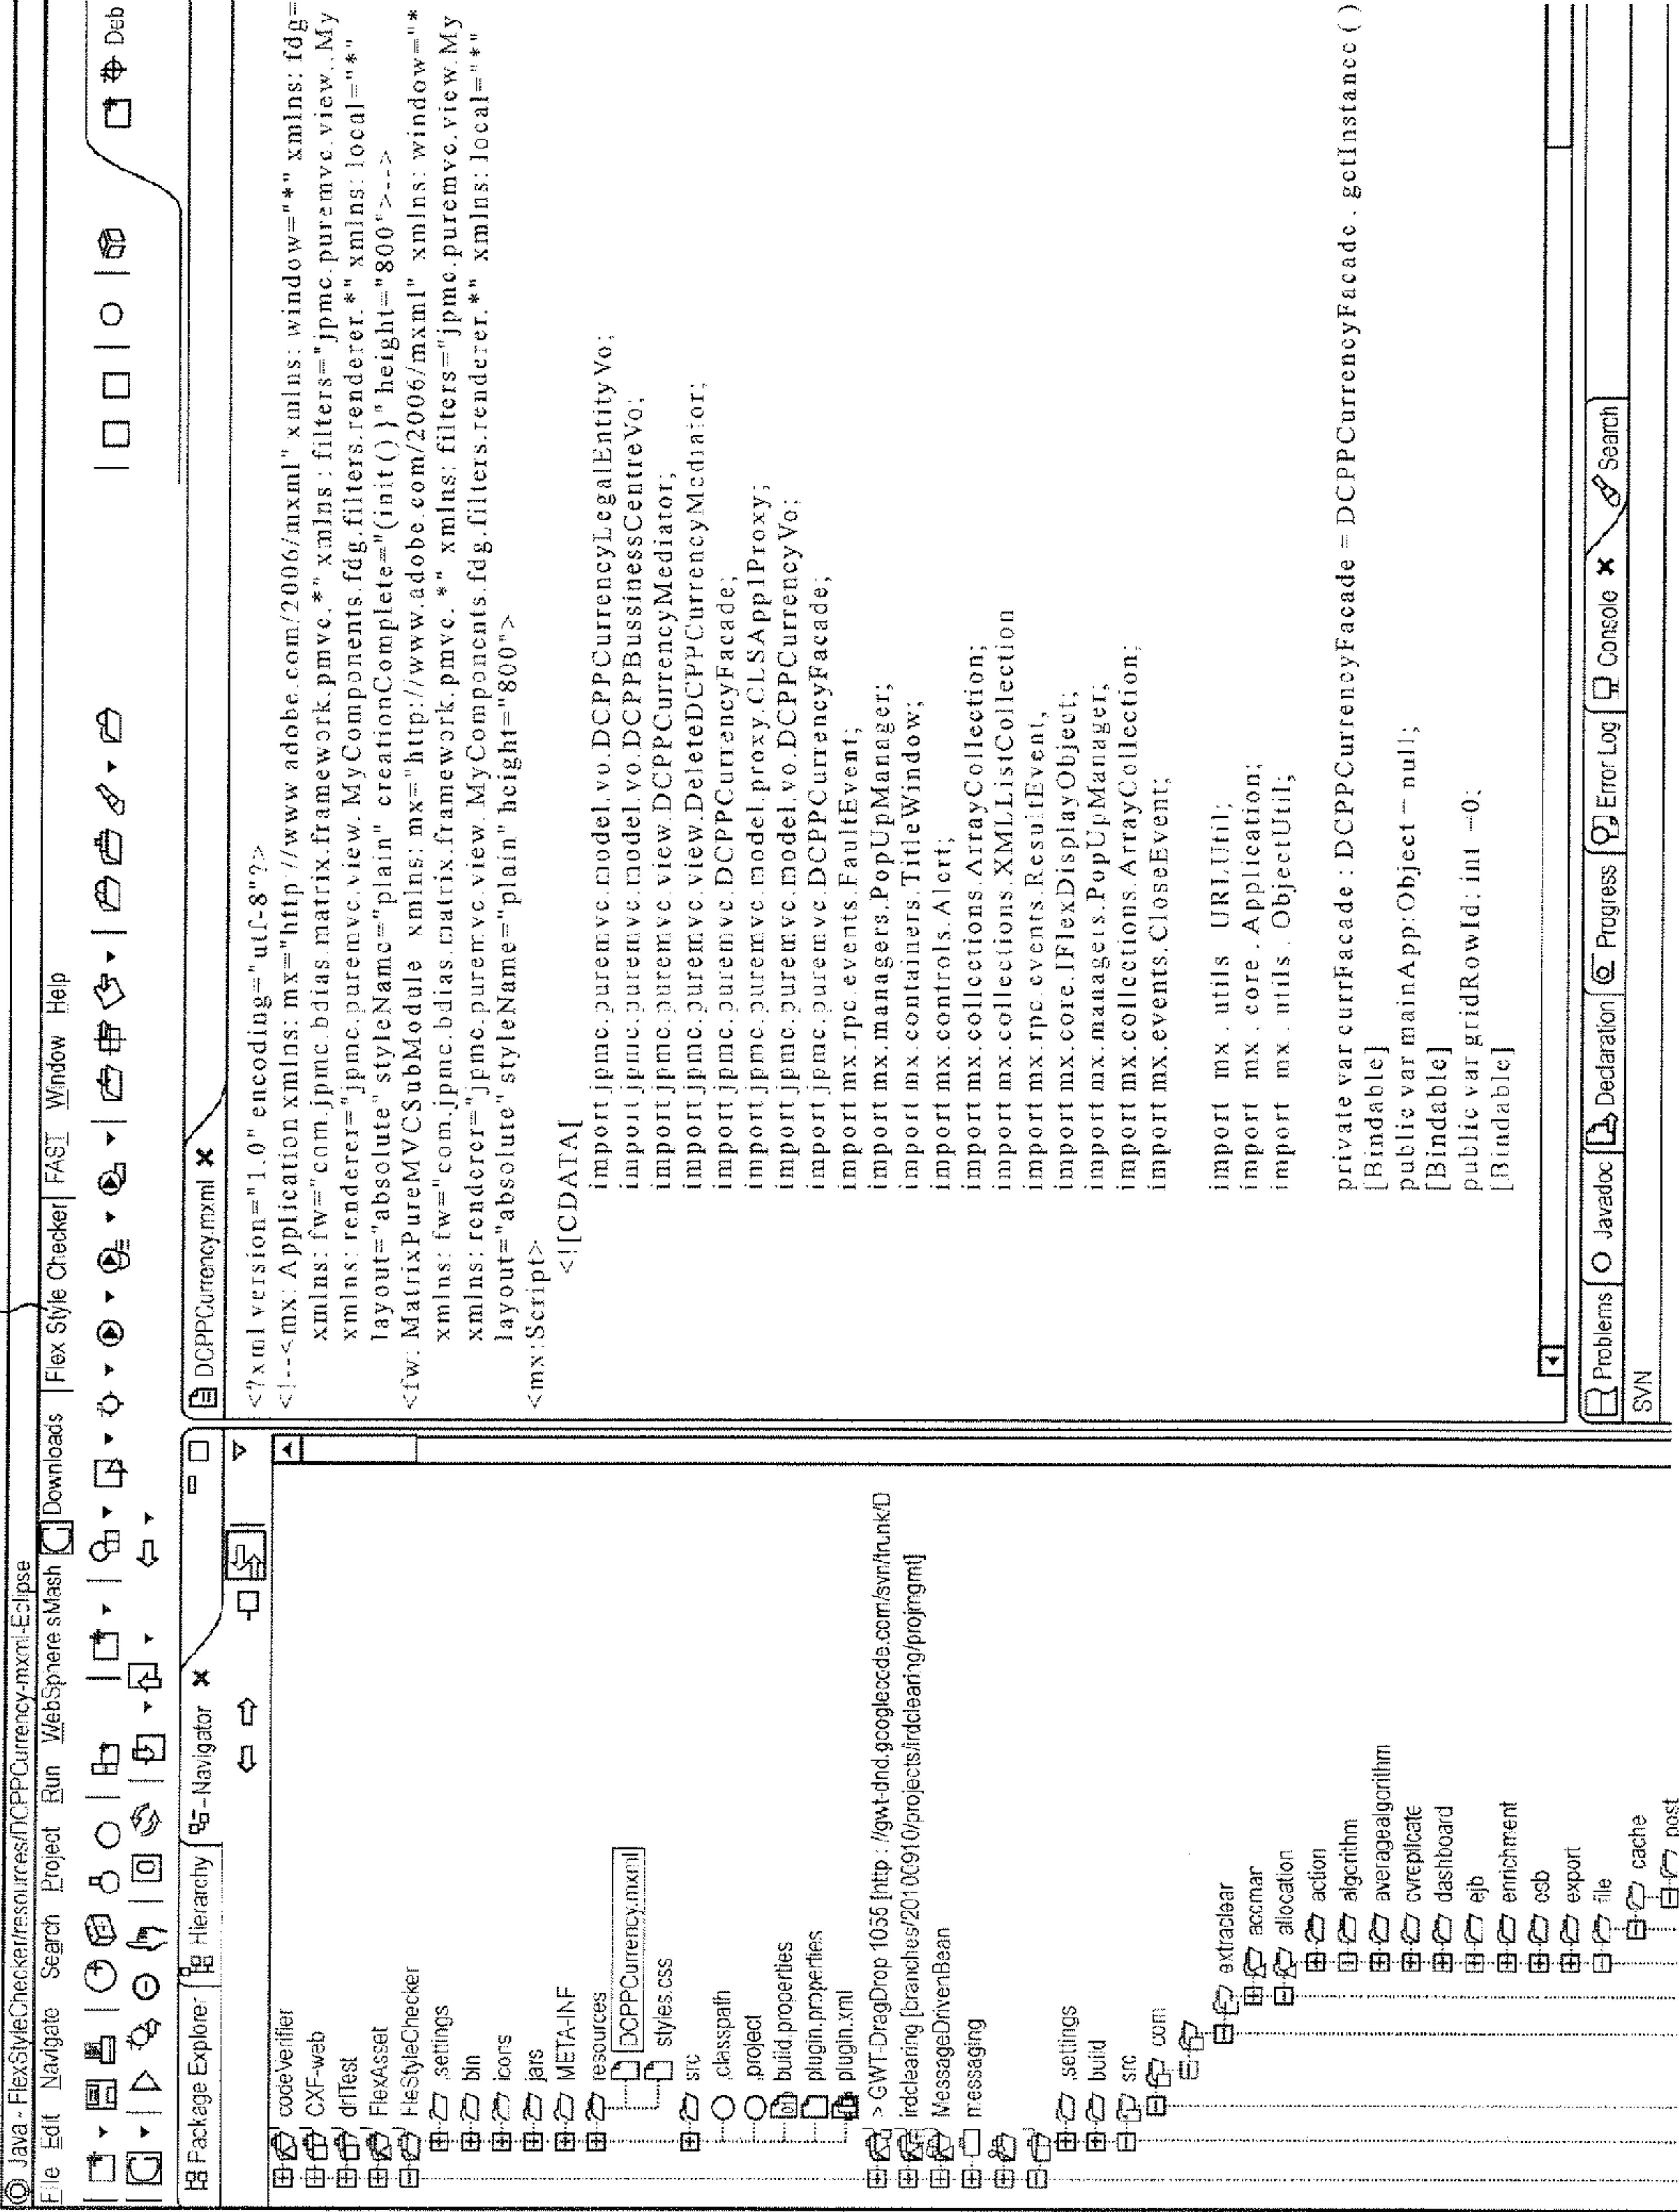 Java - FlexStyleChecker/resources/DCPPCurrency-mxml-Eclipse
File Edit Navigate Search Project Run WebSphere sMash Downloads Flex Style Checker FAST Window Help
Deb
Package Explorer Hierarchy Navigator
codeVerifier
CXF-web
drlTest
FlexAsset
FleStyleChecker
.settings
bin
icons
jars
META-INF
resources
DCPPCurrency.mxml
styles.css
src
.classpath
.project
build.properties
plugin.properties
plugin.xml
> GWT-DragDrop 1055 [http : //gwt-dnd.googlecode.com/svn/trunk/D
irdclearing [branches/20100910/projects/irdclearing/projmgmt]
MessageDrivenBean
messaging
.settings
build
src
com
extraclear
accmar
allocation
action
algorithm
averagealgorithm
cvreplicate
dashboard
ejb
enrichment
esb
export
file
cache
post
DCPPCurrency.mxml
<?xml version="1.0" encoding="utf-8"?>
<!--<mx: Application xmlns: mx="http://www adobe.com/2006/mxml" xmlns: window="*" xmlns: fdg=
xmlns: fw="com.jpmc.bdias.matrix.framework.pmvc.*" xmlns : filters="jpmc.puremvc.view..My
xmlns: renderer="jpmc.puremvc.view. MyComponents.fdg.filters.renderer.*" xmlns: local="*"
layout="absolute" styleName="plain" creationComplete="(init() }" height="800">-->
<fw: MatrixPureMVCSubModule xmlns: mx="http://www.adobe.com/2006/mxml" xmlns: window="*
xmlns: fw="com.jpmc.bdias.matrix.framework.pmvc. *" xmlns: filters="jpmc.puremvc.view.My
xmlns: renderer="jpmc.puremvc.view. MyComponents.fdg.filters.renderer.*" xmlns: local="*"
layout="absolute" styleName="plain" height="800">
<mx:Script>
<![CDATA[
import jpmc.puremvc.model.vo.DCPPCurrencyLegalEntityVo;
import jpmc.puremvc.model.vo.DCPPBussinessCentreVo;
import jpmc.puremvc.view.DCPPCurrencyMediator;
import jpmc.puremvc.view.DeleteDCPPCurrencyMediator;
import jpmc.puremvc.DCPPCurrencyFacade;
import jpmc.puremvc.model.proxy.CLSApplProxy;
import jpmc.puremvc.model.vo.DCPPCurrencyVo;
import jpmc.puremvc.DCPPCurrencyFacade;
import mx.rpc.events.FaultEvent;
import mx.managers.PopUpManager;
import mx.containers.TitleWindow;
import mx.controls.Alert;
import mx.collections.ArrayCollection;
import mx.collections.XMLListCollection
import mx.rpc.events.ResultEvent;
import mx.core.IFlexDisplayObject;
import mx.managers.PopUpManager;
import mx.collections.ArrayCollection;
import mx.events.CloseEvent;
import mx . utils URLUtil;
import mx . core . Application;
import mx . utils . ObjectUtil;
private var currFacade : DCPPCurrencyFacade = DCPPCurrencyFacade . getInstance ( )
[Bindable]
public var mainApp:Object = null;
[Bindable]
public var gridRowId: int =0;
[Bindable]
Problems Javadoc Declaration Progress Error Log Console Search
SVN